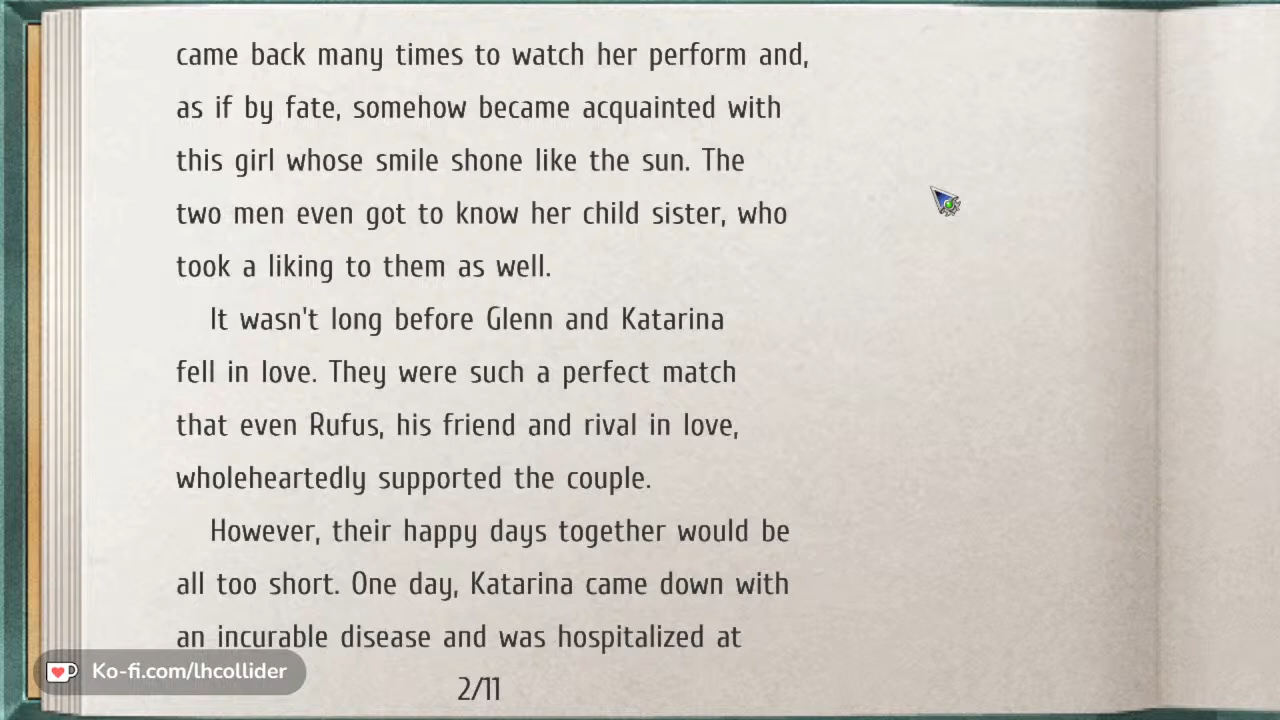 came back many times to watch her perform and,
as if by fate, somehow became acquainted with
this girl whose smile shone like the sun. The
two men even got to know her child sister, who
took a liking to them as well.
It wasn't long before Glenn and Katarina
fell in love. They were such a perfect match
that even Rufus, his friend and rival in love,
wholeheartedly supported the couple.
However, their happy days together would be
all too short. One day, Katarina came down with
an incurable disease and was hospitalized at
Ko-fi.com/lhcollider
2/11